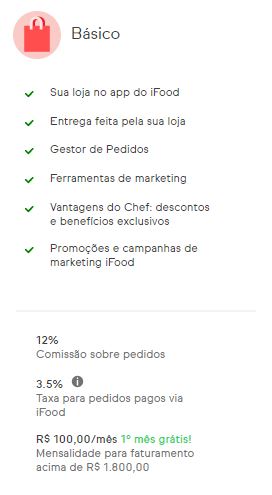 Básico
Sua loja no app do iFood
Entrega feita pela sua loja
Gestor de Pedidos
Ferramentas de marketing
Vantagens do Chef: descontos
e benefícios exclusivos
Promoções e campanhas de
marketing iFood
12%
Comissão sobre pedidos
3.5%
Taxa para pedidos pagos via
iFood
R$ 100,00/mês 1º mês grátis!
Mensalidade para faturamento
acima de R$ 1.800,00